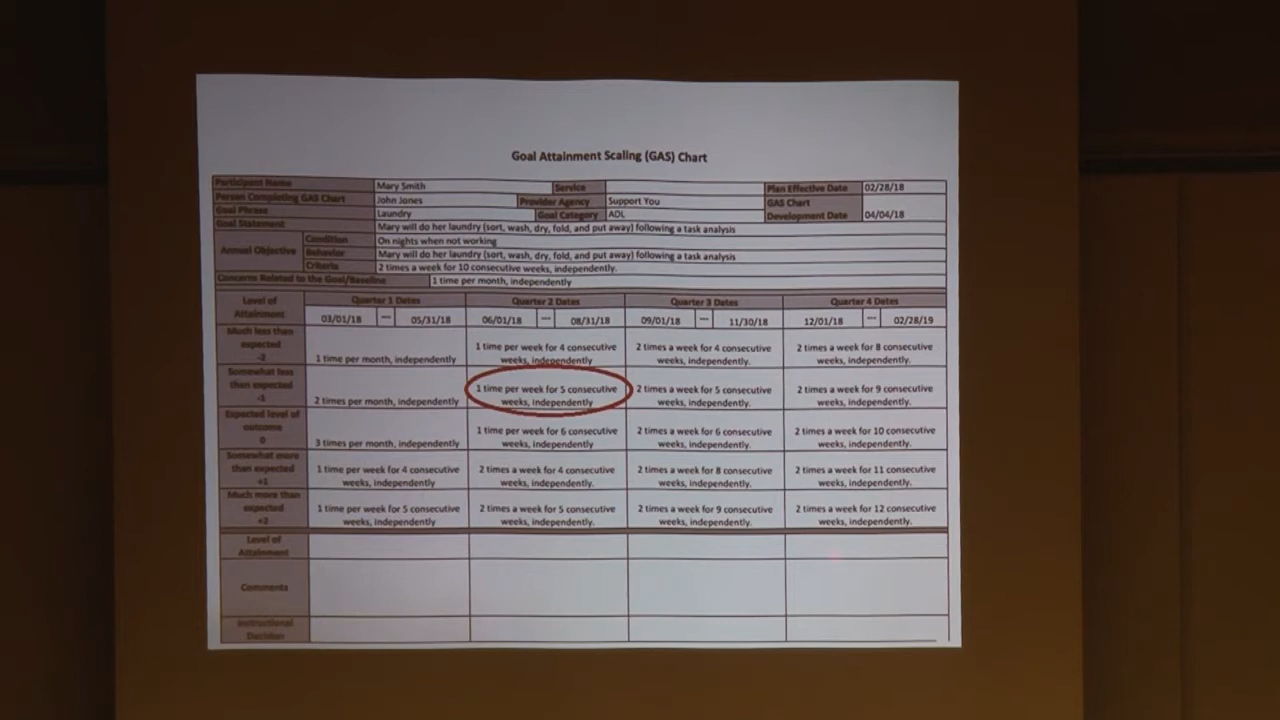 Goal Attainment Scaling (GAS) Chart
Participant Name Mary Smith Service Plan Effective Date 02/28/18
Person Completing GAS Chart John Jones Provider Agency Support You GAS Chart
Goal Phrase Laundry Goal Category ADL Development Date 04/04/18
Goal Statement Mary will do her laundry (sort, wash, dry, fold, and put away) following a task analysis
Annual Objective Condition On nights when not working
Behavior Mary will do her laundry (sort, wash, dry, fold, and put away) following a task analysis
Criteria 2 times a week for 10 consecutive weeks, independently.
Concerns Related to the Goal/Baseline 1 time per month, independently
Level of Quarter 1 Dates Quarter 2 Dates Quarter 3 Dates Quarter 4 Dates
Attainment 03/01/18 — 05/31/18 06/01/18 — 08/31/18 09/01/18 — 11/30/18 12/01/18 — 02/28/19
Much less than
expected 1 time per week for 4 consecutive 2 times a week for 4 consecutive 2 times a week for 8 consecutive
-2 1 time per month, independently weeks, independently weeks, independently. weeks, independently.
Somewhat less
than expected 1 time per week for 5 consecutive 2 times a week for 5 consecutive 2 times a week for 9 consecutive
-1 2 times per month, independently weeks, independently weeks, independently. weeks, independently.
Expected level of
outcome 1 time per week for 6 consecutive 2 times a week for 6 consecutive 2 times a week for 10 consecutive
0 3 times per month, independently weeks, independently weeks, independently. weeks, independently.
Somewhat more
than expected 1 time per week for 4 consecutive 2 times a week for 4 consecutive 2 times a week for 8 consecutive 2 times a week for 11 consecutive
+1 weeks, independently weeks, independently. weeks, independently. weeks, independently.
Much more than
expected 1 time per week for 5 consecutive 2 times a week for 5 consecutive 2 times a week for 9 consecutive 2 times a week for 12 consecutive
+2 weeks, independently weeks, independently. weeks, independently. weeks, independently.
Level of
Attainment
Comments
Instructional
Decision